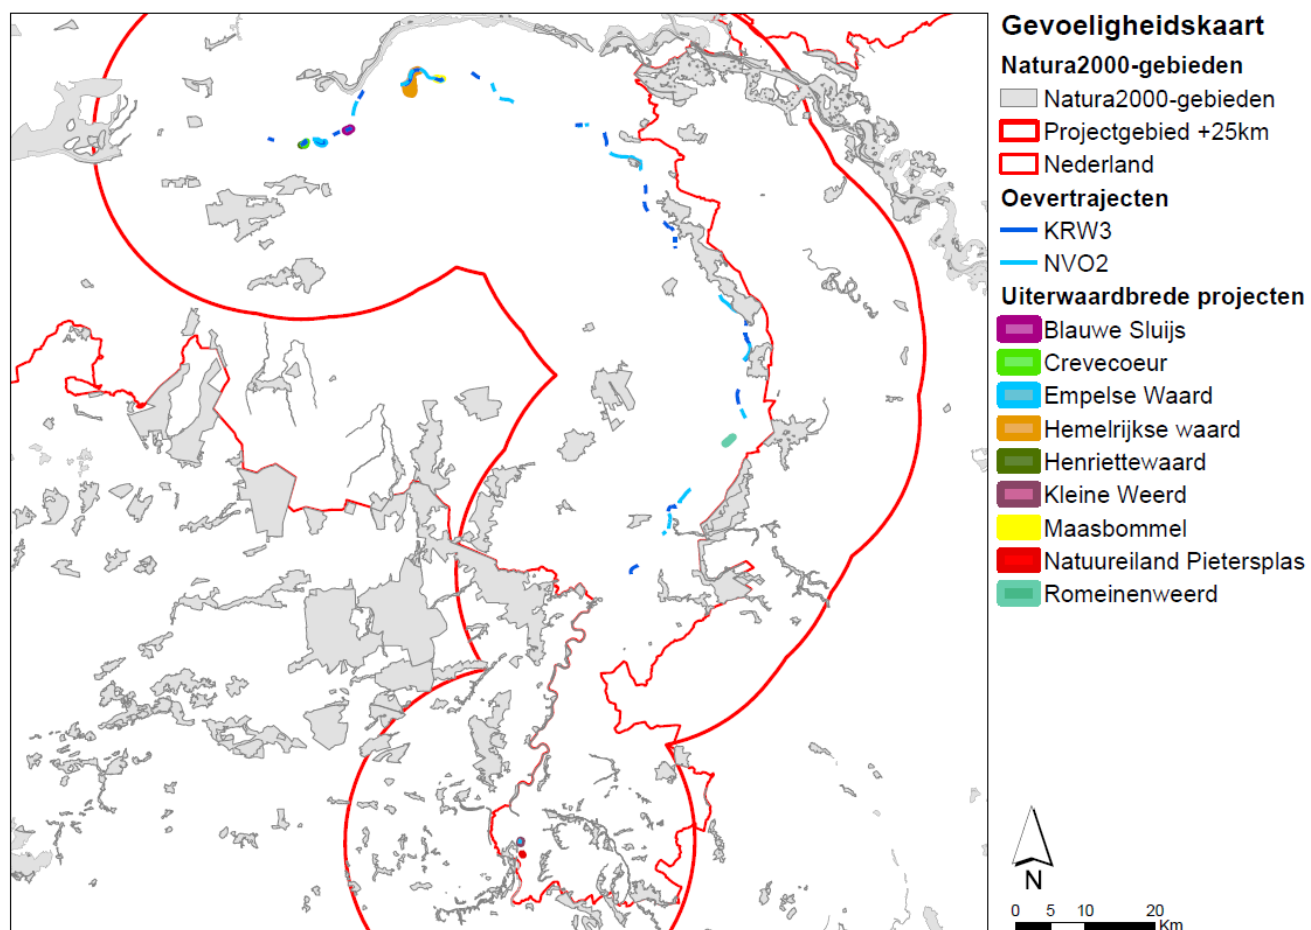 Gevoeligheidskaart
Natura2000-gebieden
Natura2000-gebieden
Projectgebied +25km
Nederland
Oevertrajecten
KRW3
NVO2
Uiterwaardbrede projecten
Blauwe Sluijs
Crevecoeur
Empelse Waard
Hemelrijkse waard
Henriettewaard
Kleine Weerd
Maasbommel
Natuureiland Pietersplas
Romeinenweerd
N
0 5 10 20
Km